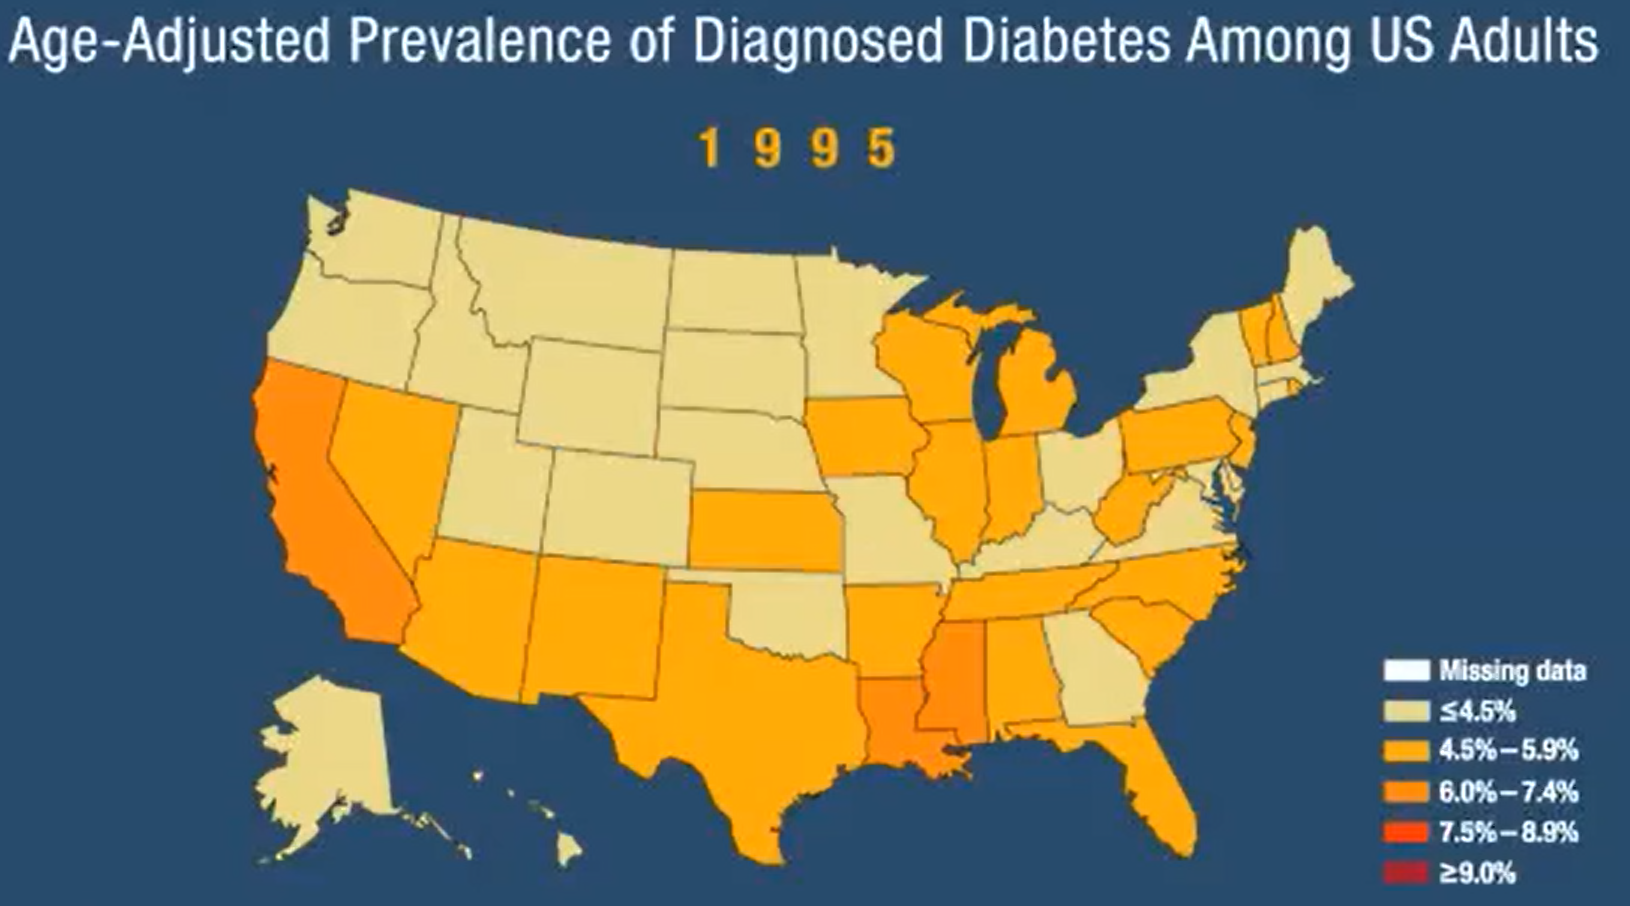 Age-Adjusted Prevalence of Diagnosed Diabetes Among US Adults
1 9 9 5
Missing data
≤4.5%
4.5%–5.9%
6.0%–7.4%
7.5%–8.9%
≥9.0%